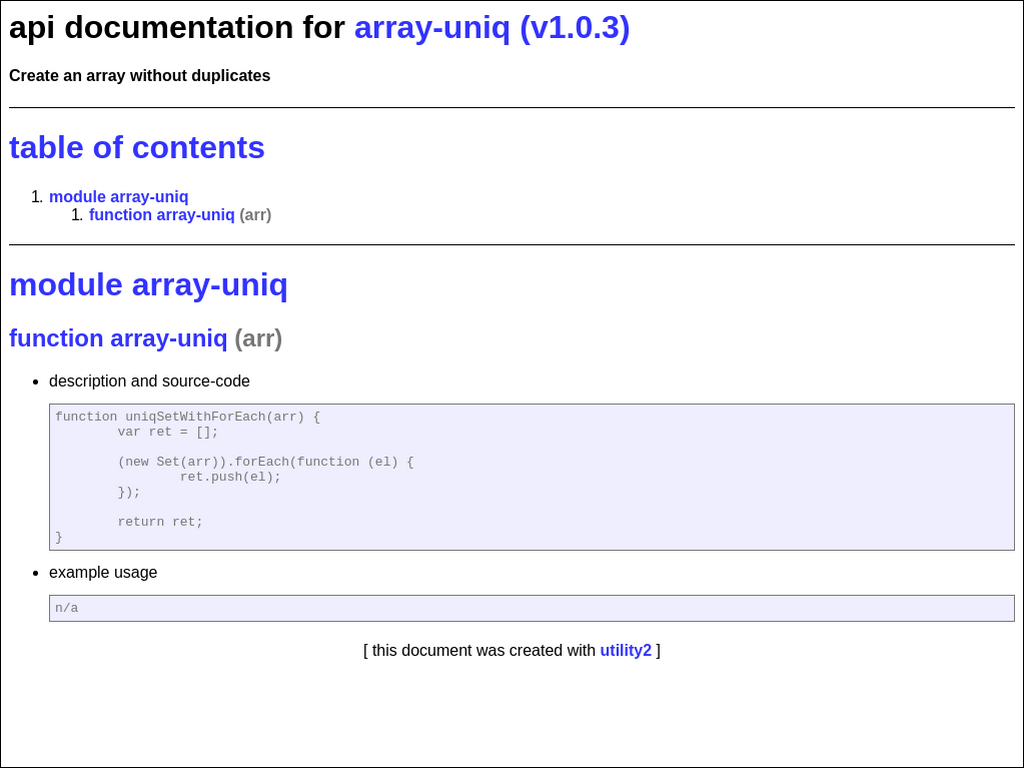 api documentation for array-uniq (v1.0.3)
Create an array without duplicates
table of contents
1. module array-uniq
1. function array-uniq (arr)
module array-uniq
function array-uniq (arr)
• description and source-code
function uniqSetWithForEach(arr) {
        var ret = [];
        (new Set(arr)).forEach(function (el) {
                ret.push(el);
        });
        return ret;
}
• example usage
n/a
[ this document was created with utility2 ]